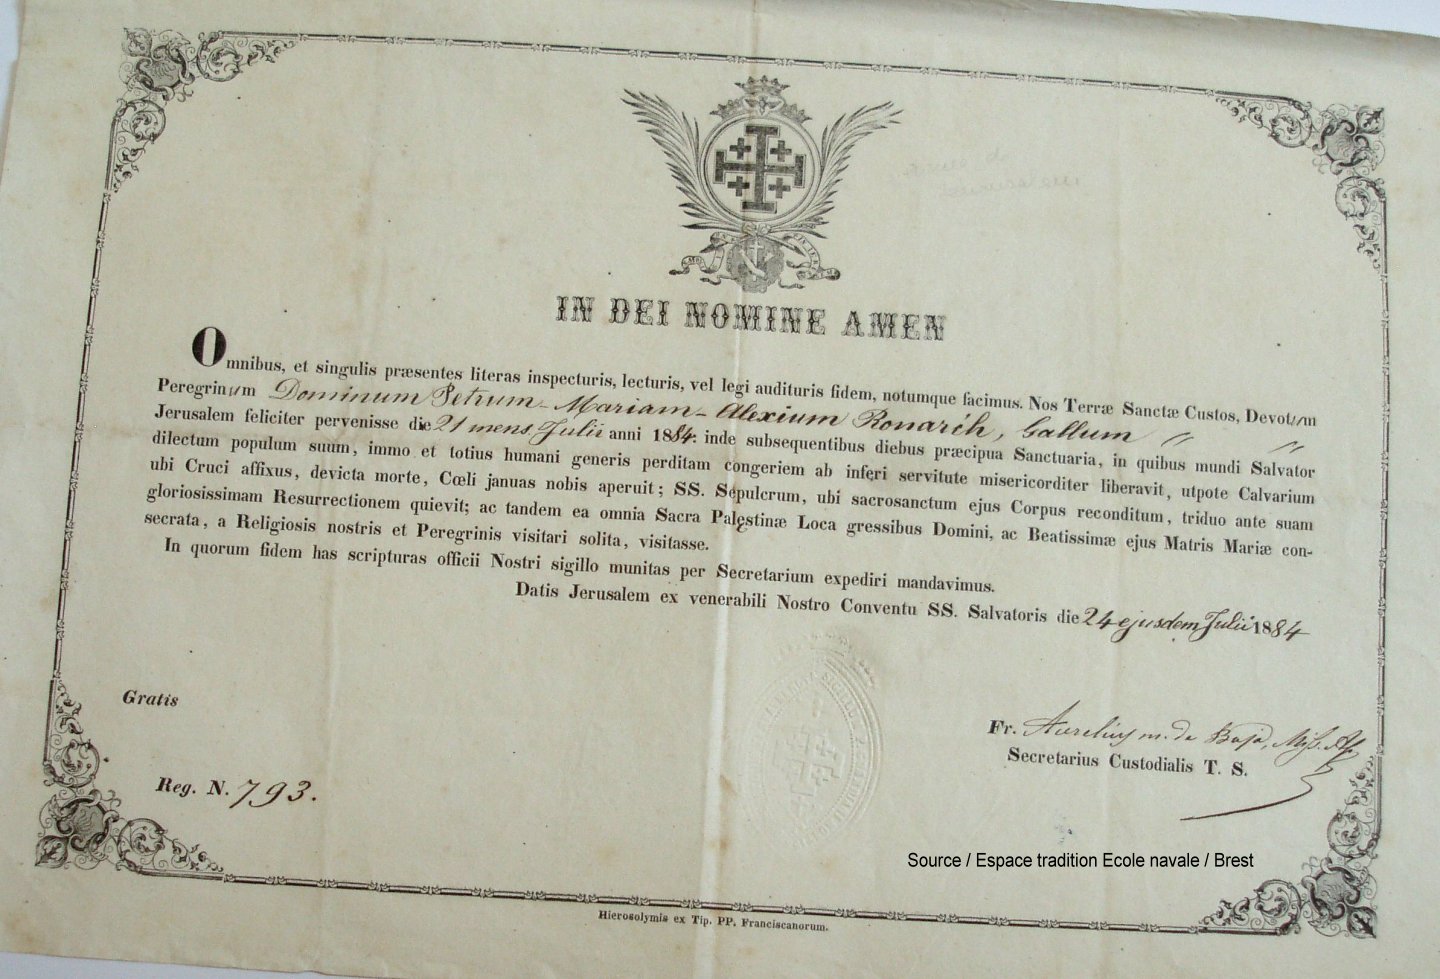 IN DEI NOMINE AMEN
Omnibus, et singulis præsentes literas inspecturis, lecturis, vel legi audituris fidem, notumque facimus. Nos Terræ Sanctæ Custos, Devotum
Peregrinum Dominum Petrum-Mariam-Alexium Ronarih, Gallum " "
Jerusalem feliciter pervenisse die 21 mens. Julii anni 1884: inde subsequentibus diebus præcipua Sanctuaria, in quibus mundi Salvator
dilectum populum suum, immo et totius humani generis perditam congeriem ab inferi servitute misericorditer liberavit, utpote Calvarium
ubi Cruci affixus, devicta morte, Cœli januas nobis aperuit; SS. Sepulcrum, ubi sacrosanctum ejus Corpus reconditum, triduo ante suam
gloriosissimam Resurrectionem quievit; ac tandem ea omnia Sacra Palęstinæ Loca gressibus Domini, ac Beatissimæ ejus Matris Mariæ con-
secrata, a Religiosis nostris et Peregrinis visitari solita, visitasse.
In quorum fidem has scripturas officii Nostri sigillo munitas per Secretarium expediri mandavimus.
Datis Jerusalem ex venerabili Nostro Conventu SS. Salvatoris die 24 ejusdem Julii 1884
Gratis
Fr. Aurelius m. da Buja, Miss. Ap.
Secretarius Custodialis T. S.
Reg. N. 793.
Source / Espace tradition Ecole navale / Brest
Hierosolymis ex Tip. PP. Franciscanorum.